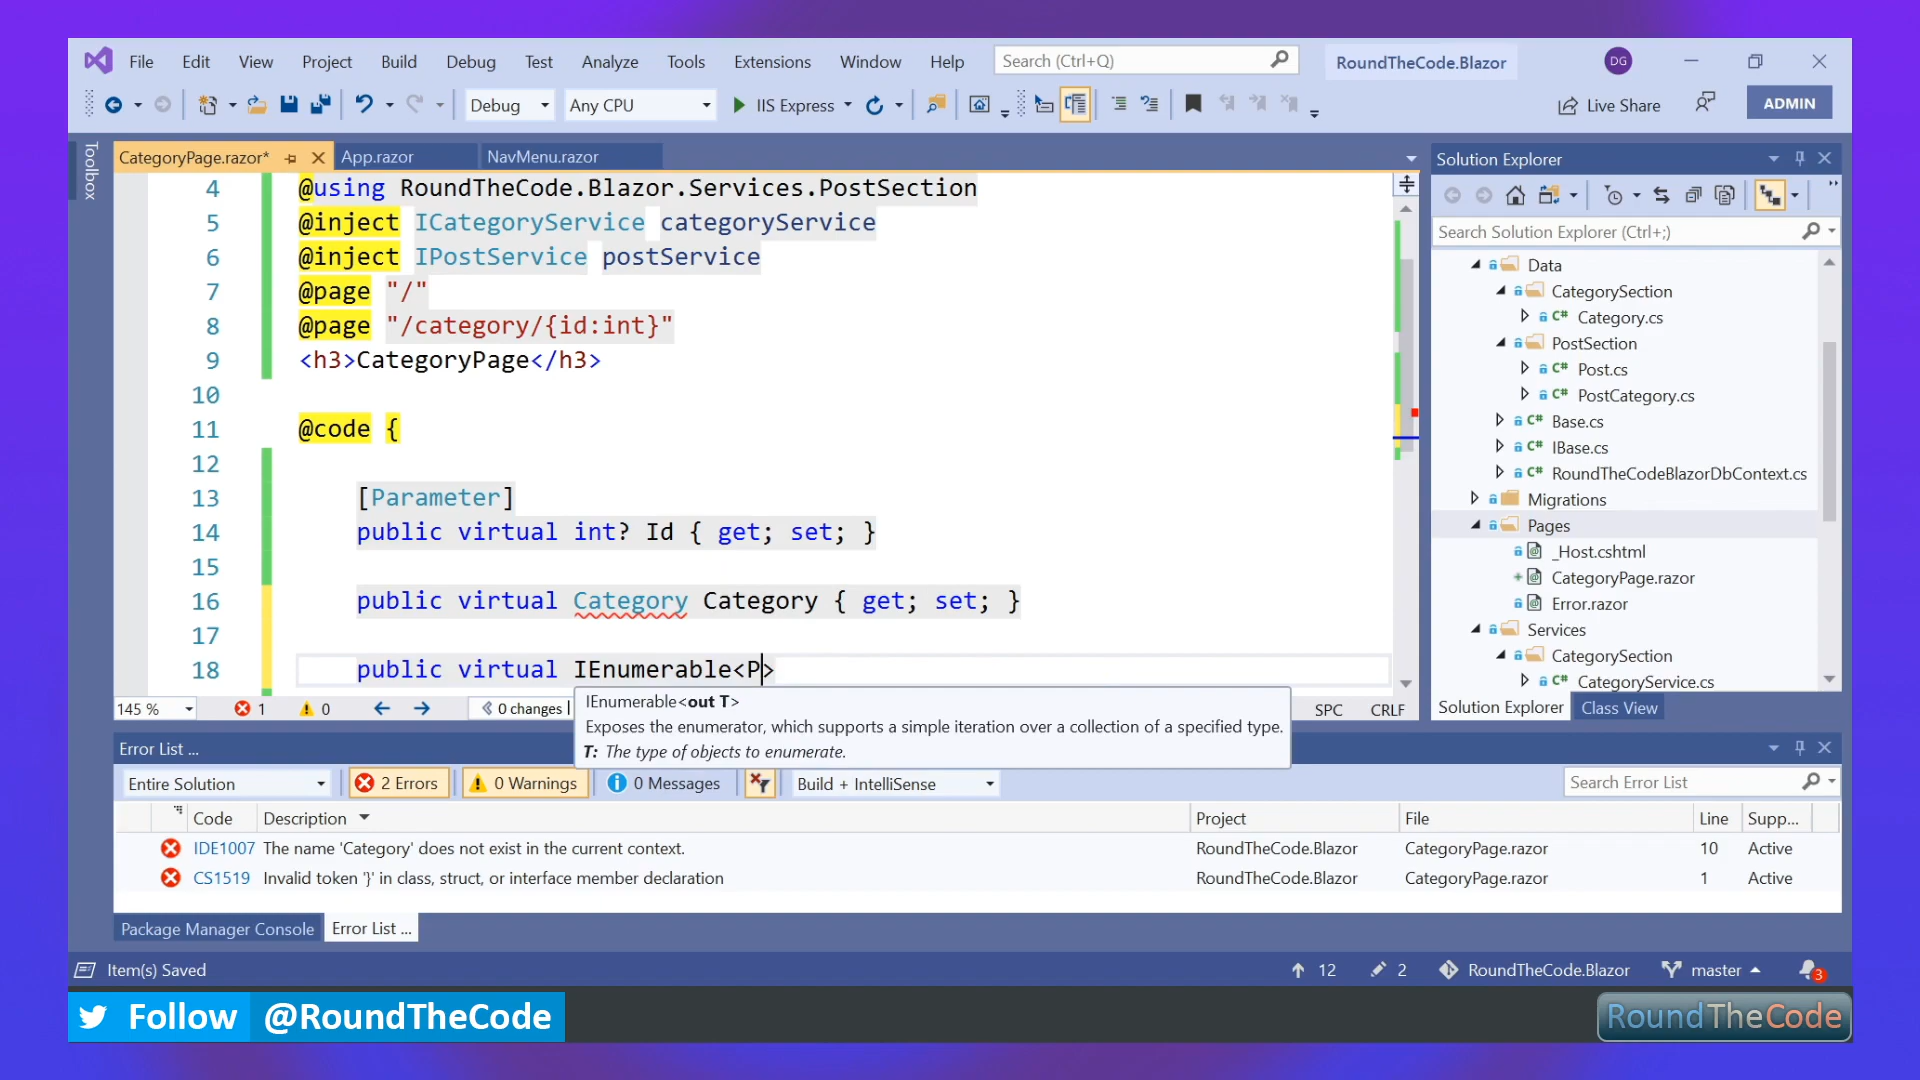 File Edit View Project Build Debug Test Analyze Tools Extensions Window Help Search (Ctrl+Q) RoundTheCode.Blazor DG
Debug Any CPU IIS Express Live Share ADMIN
Toolbox
CategoryPage.razor* App.razor NavMenu.razor
4 @using RoundTheCode.Blazor.Services.PostSection
5 @inject ICategoryService categoryService
6 @inject IPostService postService
7 @page "/"
8 @page "/category/{id:int}"
9 <h3>CategoryPage</h3>
10
11 @code {
12
13 [Parameter]
14 public virtual int? Id { get; set; }
15
16 public virtual Category Category { get; set; }
17
18 public virtual IEnumerable<P>
IEnumerable<out T>
Exposes the enumerator, which supports a simple iteration over a collection of a specified type.
T: The type of objects to enumerate.
145 % 1 0 0 changes | SPC CRLF
Solution Explorer
Search Solution Explorer (Ctrl+;)
Data
CategorySection
C# Category.cs
PostSection
C# Post.cs
C# PostCategory.cs
C# Base.cs
C# IBase.cs
C# RoundTheCodeBlazorDbContext.cs
Migrations
Pages
_Host.cshtml
CategoryPage.razor
Error.razor
Services
CategorySection
C# CategoryService.cs
Solution Explorer Class View
Error List ...
Entire Solution 2 Errors 0 Warnings 0 Messages Build + IntelliSense Search Error List
Code Description Project File Line Supp...
IDE1007 The name 'Category' does not exist in the current context. RoundTheCode.Blazor CategoryPage.razor 10 Active
CS1519 Invalid token '}' in class, struct, or interface member declaration RoundTheCode.Blazor CategoryPage.razor 1 Active
Package Manager Console Error List ...
Item(s) Saved 12 2 RoundTheCode.Blazor master 3
Follow @RoundTheCode
RoundTheCode